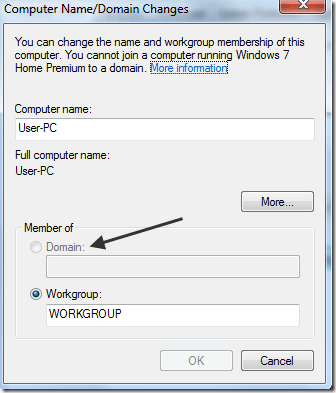 Computer Name/Domain Changes
You can change the name and workgroup membership of this
computer. You cannot join a computer running Windows 7
Home Premium to a domain. More information
Computer name:
User-PC
Full computer name:
User-PC
More...
Member of
Domain:
Workgroup:
WORKGROUP
OK
Cancel